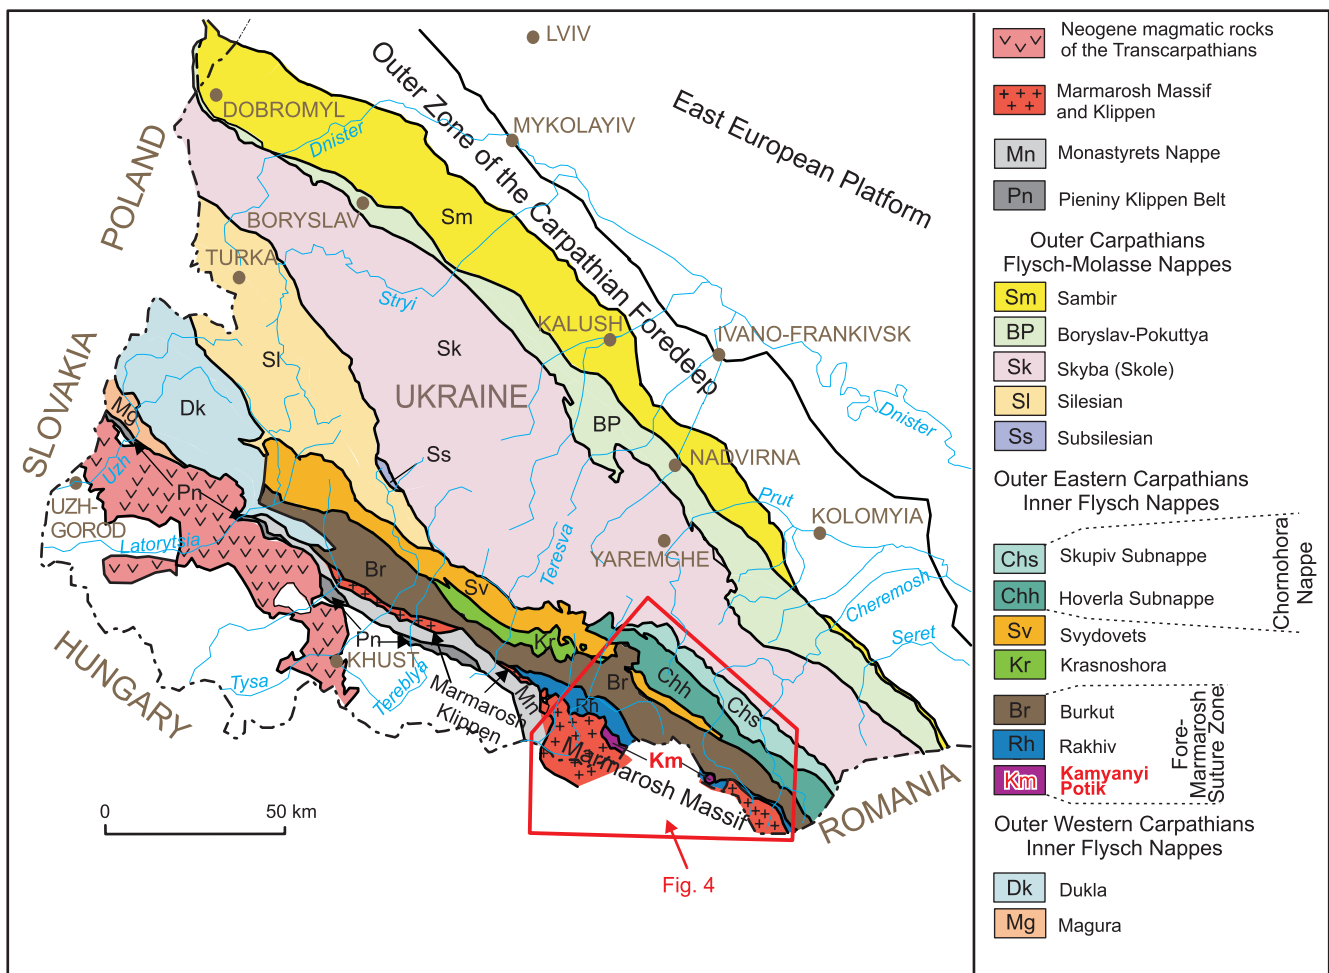 LVIV
DOBROMYL
MYKOLAYIV
Dnister
Outer Zone of the Carpathian Foredeep
East European Platform
POLAND
BORYSLAV
Sm
TURKA
Stryi
KALUSH
IVANO-FRANKIVSK
Sk
Sl
UKRAINE
SLOVAKIA
Mg
Dk
BP
Dnister
Ss
NADVIRNA
Uzh
Pn
Prut
UZH-
GOROD
KOLOMYIA
Latorytsia
Teresva
YAREMCHE
Br
Sv
Cheremosh
Seret
Kr
Pn
KHUST
HUNGARY
Tysa
Tereblya
Marmarosh
Klippen
Mn
Rh
Br
Chh
Chs
Km
Marmarosh Massif
ROMANIA
0
50 km
Fig. 4
Neogene magmatic rocks
of the Transcarpathians
Marmarosh Massif
and Klippen
Mn Monastyrets Nappe
Pn Pieniny Klippen Belt
Outer Carpathians
Flysch-Molasse Nappes
Sm Sambir
BP Boryslav-Pokuttya
Sk Skyba (Skole)
Sl Silesian
Ss Subsilesian
Outer Eastern Carpathians
Inner Flysch Nappes
Chs Skupiv Subnappe
Chh Hoverla Subnappe
Chornohora
Nappe
Sv Svydovets
Kr Krasnoshora
Br Burkut
Rh Rakhiv
Km Kamyanyi
Potik
Fore-
Marmarosh
Suture Zone
Outer Western Carpathians
Inner Flysch Nappes
Dk Dukla
Mg Magura